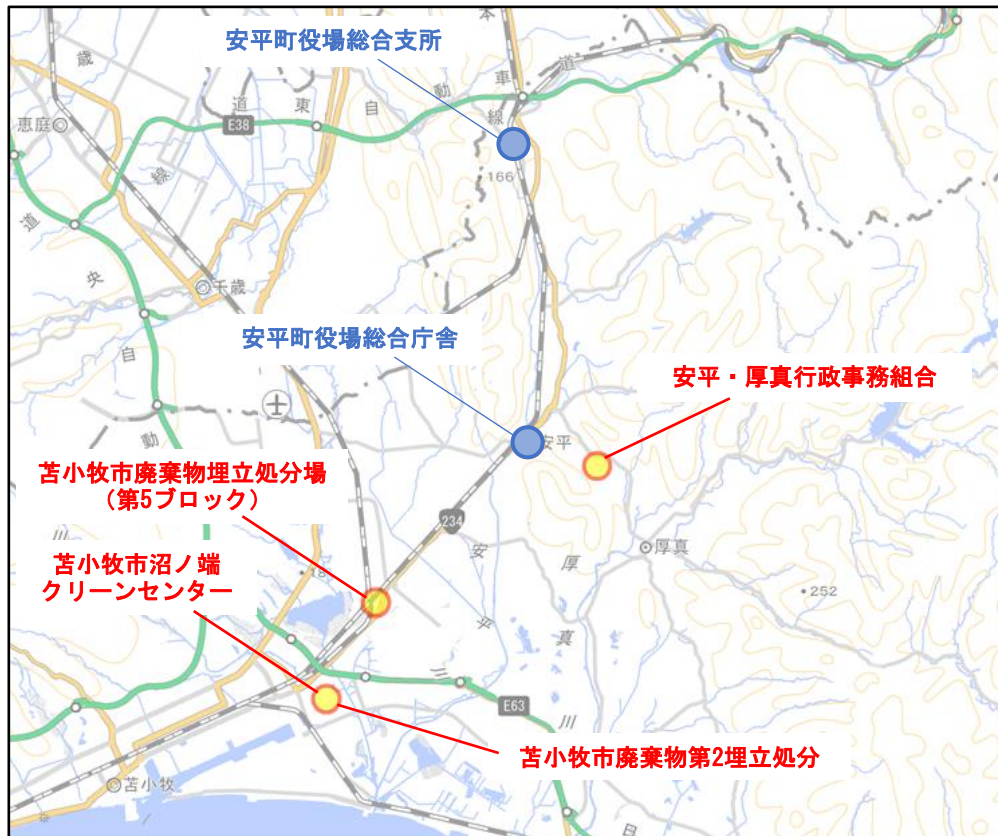 安平町役場総合支所
本
歳
道
車
動
自
東
道
E38
恵庭
線
線
166
道
央
千歳
自
安平町役場総合庁舎
安平・厚真行政事務組合
動
安平
苫小牧市廃棄物埋立処分場
（第5ブロック）
234
安
厚
厚真
苫小牧市沼ノ端
クリーンセンター
平
真
252
川
川
E63
苫小牧市廃棄物第2埋立処分
苫小牧
日